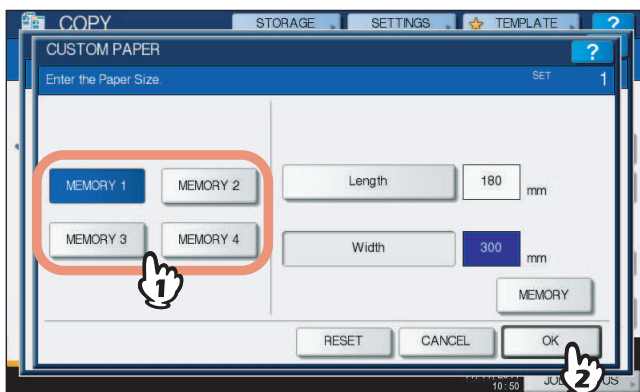 COPY STORAGE SETTINGS TEMPLATE ?
CUSTOM PAPER ?
Enter the Paper Size. SET 1
MEMORY 1 MEMORY 2 Length 180 mm
MEMORY 3 MEMORY 4 Width 300 mm
1
MEMORY
RESET CANCEL OK
10:50 2